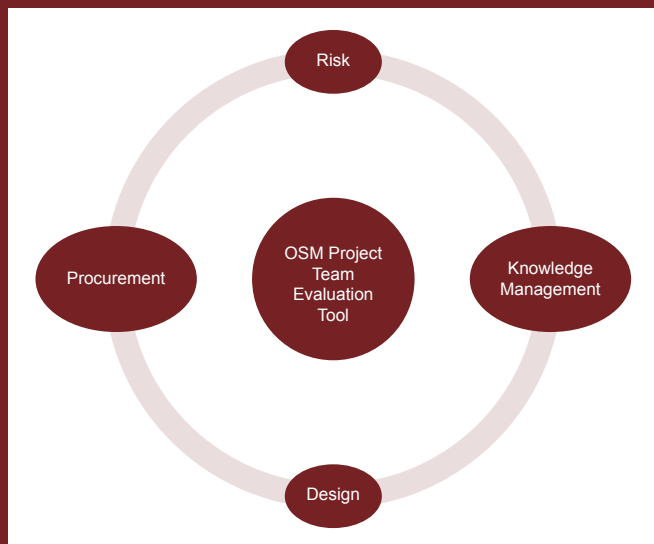 Risk
Procurement
OSM Project
Team
Evaluation
Tool
Knowledge
Management
Design